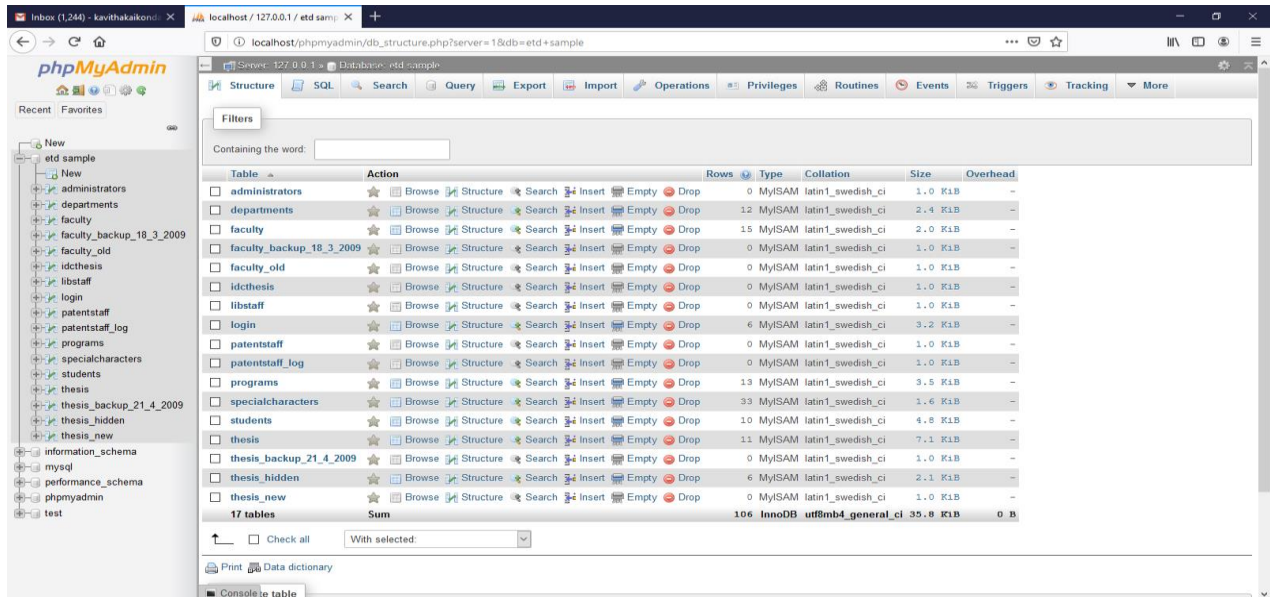 Inbox (1,244) - kavithakaikonda
localhost / 127.0.0.1 / etd samp
localhost/phpmyadmin/db_structure.php?server=1&db=etd+sample
phpMyAdmin
Recent Favorites
New
etd sample
New
administrators
departments
faculty
faculty_backup_18_3_2009
faculty_old
idcthesis
libstaff
login
patentstaff
patentstaff_log
programs
specialcharacters
students
thesis
thesis_backup_21_4_2009
thesis_hidden
thesis_new
information_schema
mysql
performance_schema
phpmyadmin
test
Server: 127.0.0.1 » Database: etd sample
Structure SQL Search Query Export Import Operations Privileges Routines Events Triggers Tracking More
Filters
Containing the word:
Table Action Rows Type Collation Size Overhead
administrators Browse Structure Search Insert Empty Drop 0 MyISAM latin1_swedish_ci 1.0 KiB -
departments Browse Structure Search Insert Empty Drop 12 MyISAM latin1_swedish_ci 2.4 KiB -
faculty Browse Structure Search Insert Empty Drop 15 MyISAM latin1_swedish_ci 2.0 KiB -
faculty_backup_18_3_2009 Browse Structure Search Insert Empty Drop 0 MyISAM latin1_swedish_ci 1.0 KiB -
faculty_old Browse Structure Search Insert Empty Drop 0 MyISAM latin1_swedish_ci 1.0 KiB -
idcthesis Browse Structure Search Insert Empty Drop 0 MyISAM latin1_swedish_ci 1.0 KiB -
libstaff Browse Structure Search Insert Empty Drop 0 MyISAM latin1_swedish_ci 1.0 KiB -
login Browse Structure Search Insert Empty Drop 6 MyISAM latin1_swedish_ci 3.2 KiB -
patentstaff Browse Structure Search Insert Empty Drop 0 MyISAM latin1_swedish_ci 1.0 KiB -
patentstaff_log Browse Structure Search Insert Empty Drop 0 MyISAM latin1_swedish_ci 1.0 KiB -
programs Browse Structure Search Insert Empty Drop 13 MyISAM latin1_swedish_ci 3.5 KiB -
specialcharacters Browse Structure Search Insert Empty Drop 33 MyISAM latin1_swedish_ci 1.6 KiB -
students Browse Structure Search Insert Empty Drop 10 MyISAM latin1_swedish_ci 4.8 KiB -
thesis Browse Structure Search Insert Empty Drop 11 MyISAM latin1_swedish_ci 7.1 KiB -
thesis_backup_21_4_2009 Browse Structure Search Insert Empty Drop 0 MyISAM latin1_swedish_ci 1.0 KiB -
thesis_hidden Browse Structure Search Insert Empty Drop 6 MyISAM latin1_swedish_ci 2.1 KiB -
thesis_new Browse Structure Search Insert Empty Drop 0 MyISAM latin1_swedish_ci 1.0 KiB -
17 tables Sum 106 InnoDB utf8mb4_general_ci 35.8 KiB 0 B
Check all With selected:
Print Data dictionary
Console te table